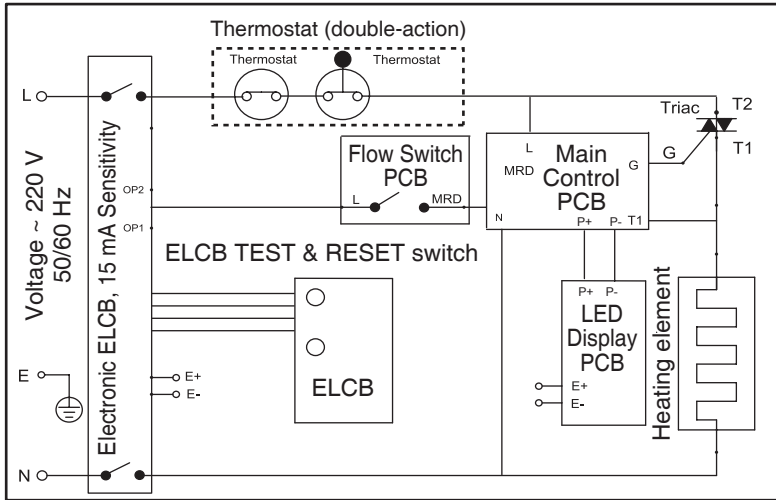 Thermostat (double-action)
Thermostat
Thermostat
L
Voltage ~ 220 V
50/60 Hz
Electronic ELCB, 15 mA Sensitivity
OP2
OP1
Flow Switch
PCB
L
MRD
L
MRD
Main
Control
PCB
G
N
P+
P-
T1
G
Triac
T2
T1
ELCB TEST & RESET switch
ELCB
P+
P-
LED
Display
PCB
E+
E-
Heating element
E
E+
E-
N